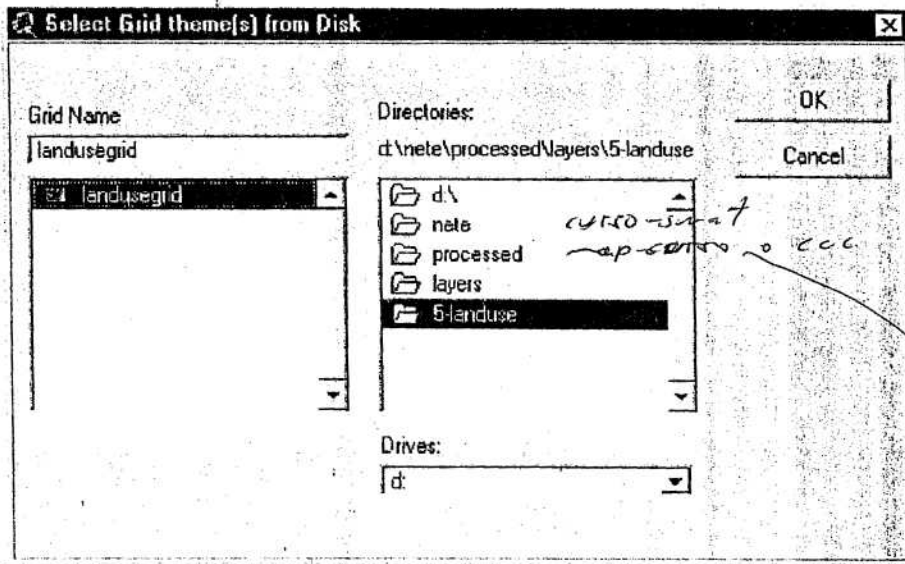 Select Grid theme(s) from Disk
Grid Name
landusegrid
landusegrid
Directories:
d:\nete\processed\layers\5-landuse
d:\
nete
processed
layers
5-landuse
Drives:
d:
OK
Cancel